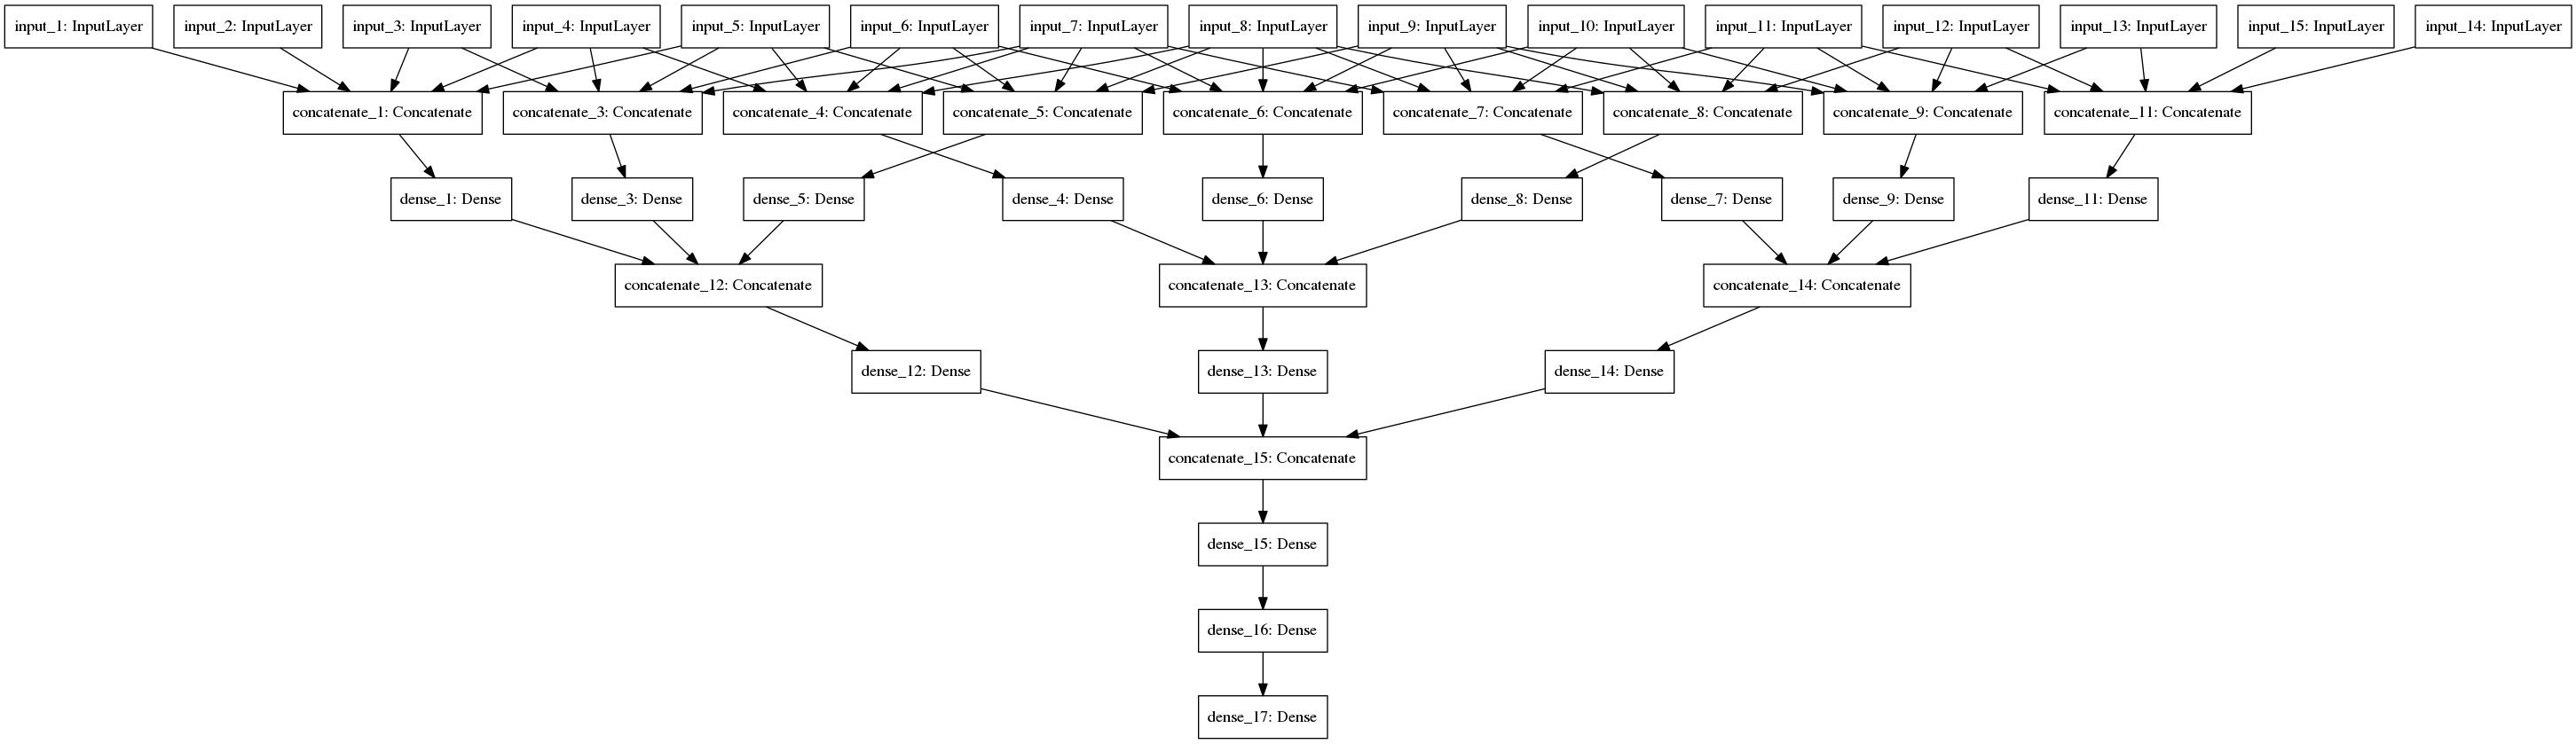 input_1: InputLayer
input_2: InputLayer
input_3: InputLayer
input_4: InputLayer
input_5: InputLayer
input_6: InputLayer
input_7: InputLayer
input_8: InputLayer
input_9: InputLayer
input_10: InputLayer
input_11: InputLayer
input_12: InputLayer
input_13: InputLayer
input_15: InputLayer
input_14: InputLayer
concatenate_1: Concatenate
concatenate_3: Concatenate
concatenate_4: Concatenate
concatenate_5: Concatenate
concatenate_6: Concatenate
concatenate_7: Concatenate
concatenate_8: Concatenate
concatenate_9: Concatenate
concatenate_11: Concatenate
dense_1: Dense
dense_3: Dense
dense_5: Dense
dense_4: Dense
dense_6: Dense
dense_8: Dense
dense_7: Dense
dense_9: Dense
dense_11: Dense
concatenate_12: Concatenate
concatenate_13: Concatenate
concatenate_14: Concatenate
dense_12: Dense
dense_13: Dense
dense_14: Dense
concatenate_15: Concatenate
dense_15: Dense
dense_16: Dense
dense_17: Dense